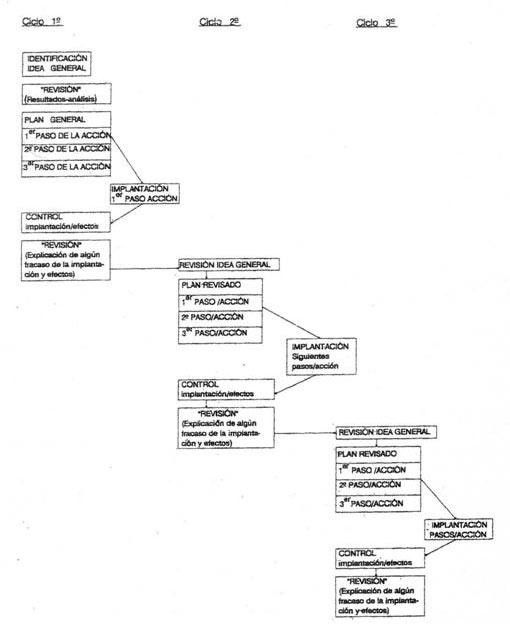 Ciclo 1º
Ciclo 2º
Ciclo 3º
IDENTIFICACIÓN
IDEA GENERAL
"REVISIÓN"
(Resultados-análisis)
PLAN GENERAL
1er PASO DE LA ACCIÓN
2º PASO DE LA ACCIÓN
3er PASO DE LA ACCIÓN
IMPLANTACIÓN
1er PASO ACCIÓN
CONTROL
implantación/efectos
"REVISIÓN"
(Explicación de algún
fracaso de la implanta-
ción y efectos)
REVISIÓN IDEA GENERAL
PLAN REVISADO
1er PASO /ACCIÓN
2º PASO/ACCIÓN
3er PASO/ACCIÓN
IMPLANTACIÓN
Siguientes
pasos/acción
CONTROL
implantación/efectos
"REVISIÓN"
(Explicación de algún
fracaso de la implanta-
ción y efectos)
REVISIÓN IDEA GENERAL
PLAN REVISADO
1er PASO /ACCIÓN
2º PASO/ACCIÓN
3er PASO/ACCIÓN
IMPLANTACIÓN
PASOS/ACCIÓN
CONTROL
implantación/efectos
"REVISIÓN"
(Explicación de algún
fracaso de la implanta-
ción y efectos)